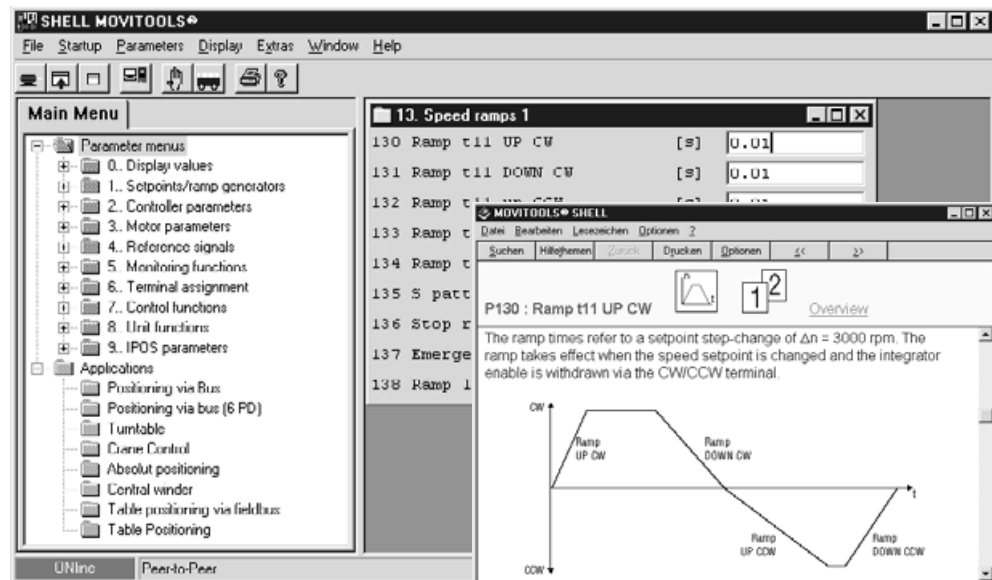 SHELL MOVITOOLS®
File Startup Parameters Display Extras Window Help
Main Menu
Parameter menus
0.. Display values
1.. Setpoints/ramp generators
2.. Controller parameters
3.. Motor parameters
4.. Reference signals
5.. Monitoring functions
6.. Terminal assignment
7.. Control functions
8.. Unit functions
9.. IPOS parameters
Applications
Positioning via Bus
Positioning via bus (6 PD)
Turntable
Crane Control
Absolut positioning
Central winder
Table positioning via fieldbus
Table Positioning
Peer-to-Peer
13. Speed ramps 1
130 Ramp t11 UP CW [s] 0.01
131 Ramp t11 DOWN CW [s] 0.01
132 Ramp
133 Ramp t
134 Ramp t
135 S patt
136 Stop r
137 Emerge
138 Ramp
MOVITOOLS® SHELL
Datei Bearbeiten Lesezeichen Optionen ?
Suchen Hilfethemen Zurück Drucken Optionen << >>
P130 : Ramp t11 UP CW
t
1 2
Overview
The ramp times refer to a setpoint step-change of Δn = 3000 rpm. The
ramp takes effect when the speed setpoint is changed and the integrator
enable is withdrawn via the CW/CCW terminal.
CW
Ramp
UP CW
Ramp
DOWN CW
t
Ramp
UP CCW
Ramp
DOWN CCW
CCW